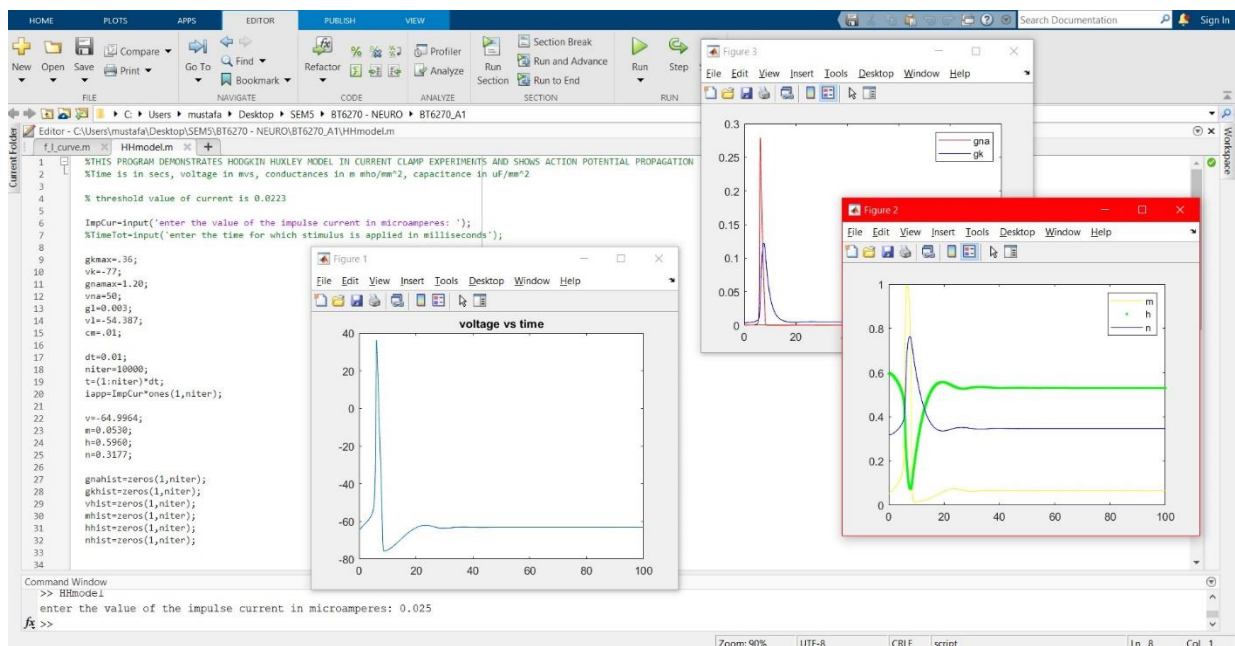 HOME PLOTS APPS EDITOR PUBLISH VIEW
Search Documentation
Sign In
New Open Save Compare Print
Go To Find Bookmark
Refactor
Profiler
Analyze
Run Section
Section Break
Run and Advance
Run to End
Run Step
FILE NAVIGATE CODE ANALYZE SECTION RUN
C: Users mustafa Desktop SEM5 BT6270 - NEURO BT6270_A1
Current Folder
Workspace
Editor - C:\Users\mustafa\Desktop\SEM5\BT6270 - NEURO\BT6270_A1\HHmodel.m
f_I_curve.m HHmodel.m +
1 %THIS PROGRAM DEMONSTRATES HODGKIN HUXLEY MODEL IN CURRENT CLAMP EXPERIMENTS AND SHOWS ACTION POTENTIAL PROPAGATION
2 %Time is in secs, voltage in mvs, conductances in m mho/mm^2, capacitance in uF/mm^2
3
4 % threshold value of current is 0.0223
5
6 ImpCur=input('enter the value of the impulse current in microamperes: ');
7 %TimeTot=input('enter the time for which stimulus is applied in milliseconds');
8
9 gkmax=.36;
10 vk=-77;
11 gnamax=1.20;
12 vna=50;
13 gl=0.003;
14 vl=-54.387;
15 cm=.01;
16
17 dt=0.01;
18 niter=10000;
19 t=(1:niter)*dt;
20 iapp=ImpCur*ones(1,niter);
21
22 v=-64.9964;
23 m=0.0530;
24 h=0.5960;
25 n=0.3177;
26
27 gnahist=zeros(1,niter);
28 gkhist=zeros(1,niter);
29 vhist=zeros(1,niter);
30 mhist=zeros(1,niter);
31 hhist=zeros(1,niter);
32 nhist=zeros(1,niter);
33
34
Figure 1
File Edit View Insert Tools Desktop Window Help
voltage vs time
40
20
0
-20
-40
-60
-80
0 20 40 60 80 100
Figure 3
File Edit View Insert Tools Desktop Window Help
0.3
0.25
0.2
0.15
0.1
0.05
0
0 20
gna
gk
Figure 2
File Edit View Insert Tools Desktop Window Help
1
0.8
0.6
0.4
0.2
0
0 20 40 60 80 100
m
h
n
Command Window
>> HHmodel
enter the value of the impulse current in microamperes: 0.025
fx >>
Zoom: 90% UTF-8 CRLF script Ln 8 Col 1